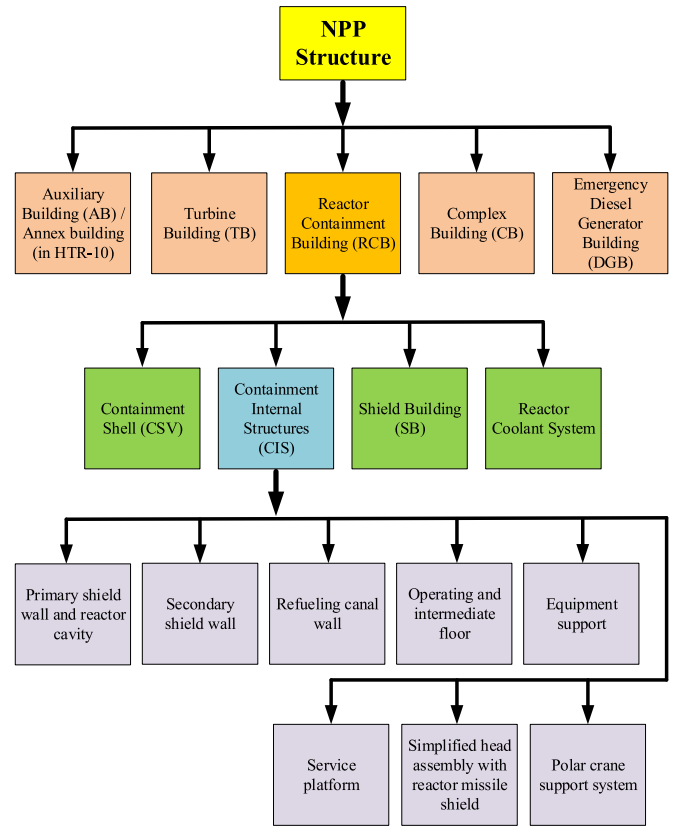 NPP
Structure
Auxiliary
Building (AB) /
Annex building
(in HTR-10)
Turbine
Building (TB)
Reactor
Containment
Building (RCB)
Complex
Building (CB)
Emergency
Diesel
Generator
Building
(DGB)
Containment
Shell (CSV)
Containment
Internal
Structures
(CIS)
Shield Building
(SB)
Reactor
Coolant System
Primary shield
wall and reactor
cavity
Secondary
shield wall
Refueling canal
wall
Operating and
intermediate
floor
Equipment
support
Service
platform
Simplified head
assembly with
reactor missile
shield
Polar crane
support system